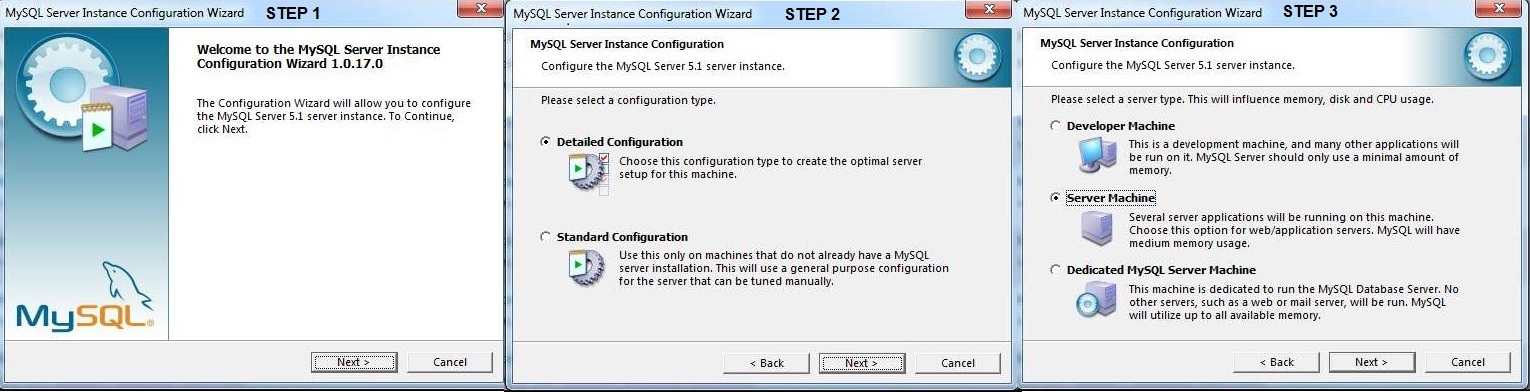 MySQL Server Instance Configuration Wizard STEP 1
Welcome to the MySQL Server Instance
Configuration Wizard 1.0.17.0
The Configuration Wizard will allow you to configure
the MySQL Server 5.1 server instance. To Continue,
click Next.
MySQL®
Next >
Cancel
MySQL Server Instance Configuration Wizard STEP 2
MySQL Server Instance Configuration
Configure the MySQL Server 5.1 server instance.
Please select a configuration type.
Detailed Configuration
Choose this configuration type to create the optimal server
setup for this machine.
Standard Configuration
Use this only on machines that do not already have a MySQL
server installation. This will use a general purpose configuration
for the server that can be tuned manually.
< Back
Next >
Cancel
MySQL Server Instance Configuration Wizard STEP 3
MySQL Server Instance Configuration
Configure the MySQL Server 5.1 server instance.
Please select a server type. This will influence memory, disk and CPU usage.
Developer Machine
This is a development machine, and many other applications will
be run on it. MySQL Server should only use a minimal amount of
memory.
Server Machine
Several server applications will be running on this machine.
Choose this option for web/application servers. MySQL will have
medium memory usage.
Dedicated MySQL Server Machine
This machine is dedicated to run the MySQL Database Server. No
other servers, such as a web or mail server, will be run. MySQL
will utilize up to all available memory.
< Back
Next >
Cancel